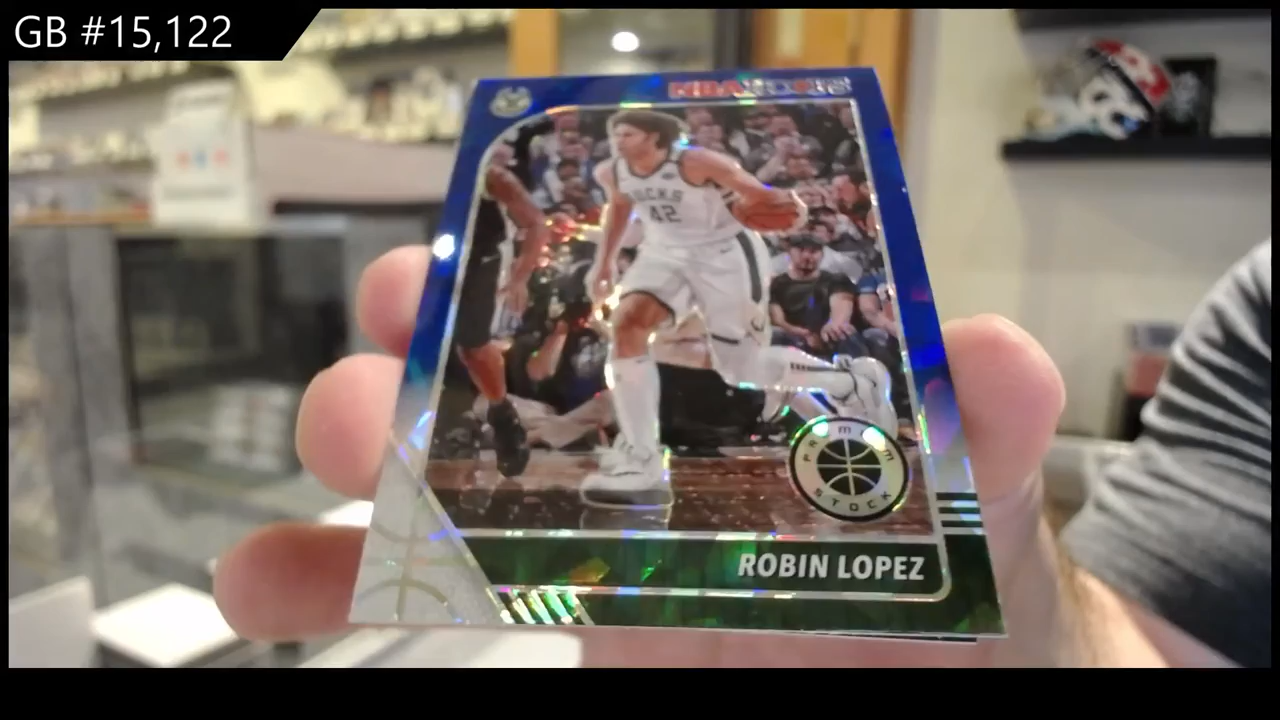 GB #15,122
NBA HOOPS
BUCKS
42
PREMIUM
STOCK
ROBIN LOPEZ